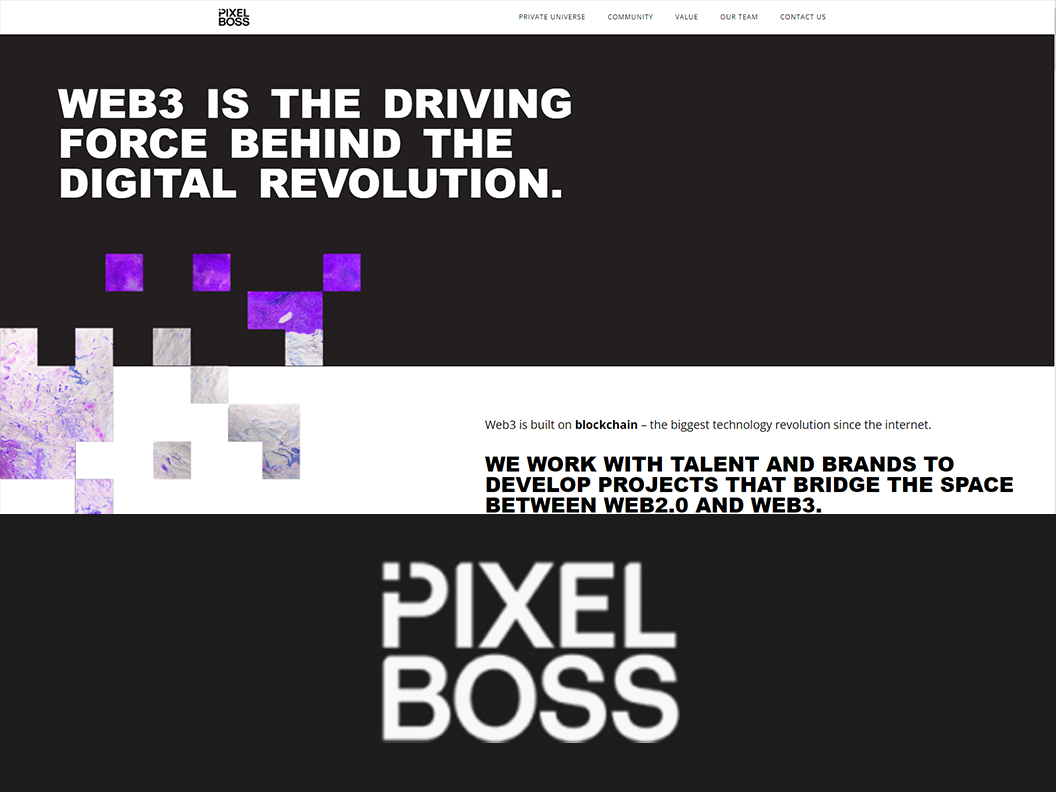 PIXEL
BOSS
PRIVATE UNIVERSE COMMUNITY VALUE OUR TEAM CONTACT US
WEB3 IS THE DRIVING
FORCE BEHIND THE
DIGITAL REVOLUTION.
Web3 is built on blockchain – the biggest technology revolution since the internet.
WE WORK WITH TALENT AND BRANDS TO
DEVELOP PROJECTS THAT BRIDGE THE SPACE
BETWEEN WEB2.0 AND WEB3.
PIXEL
BOSS